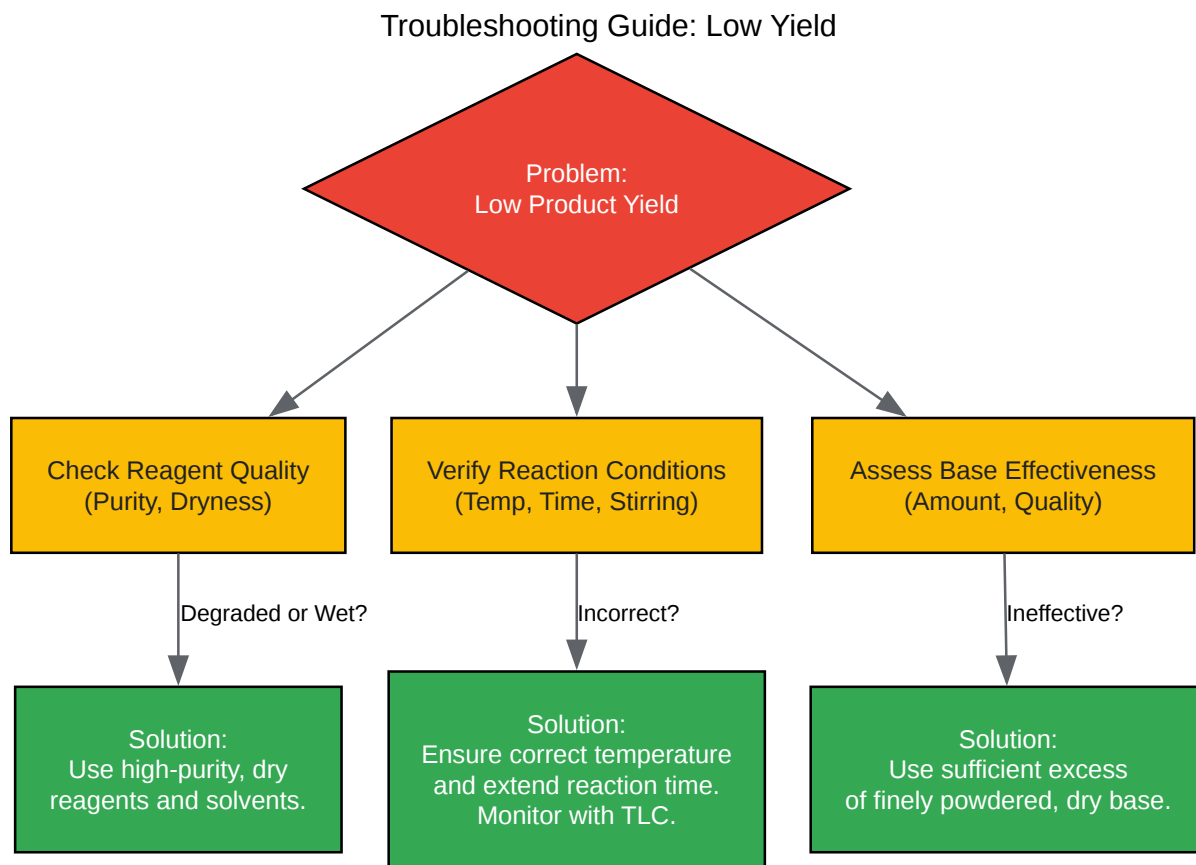 Troubleshooting Guide: Low Yield
Problem:
Low Product Yield
Check Reagent Quality
(Purity, Dryness)
Verify Reaction Conditions
(Temp, Time, Stirring)
Assess Base Effectiveness
(Amount, Quality)
Degraded or Wet?
Incorrect?
Ineffective?
Solution:
Use high-purity, dry
reagents and solvents.
Solution:
Ensure correct temperature
and extend reaction time.
Monitor with TLC.
Solution:
Use sufficient excess
of finely powdered, dry base.